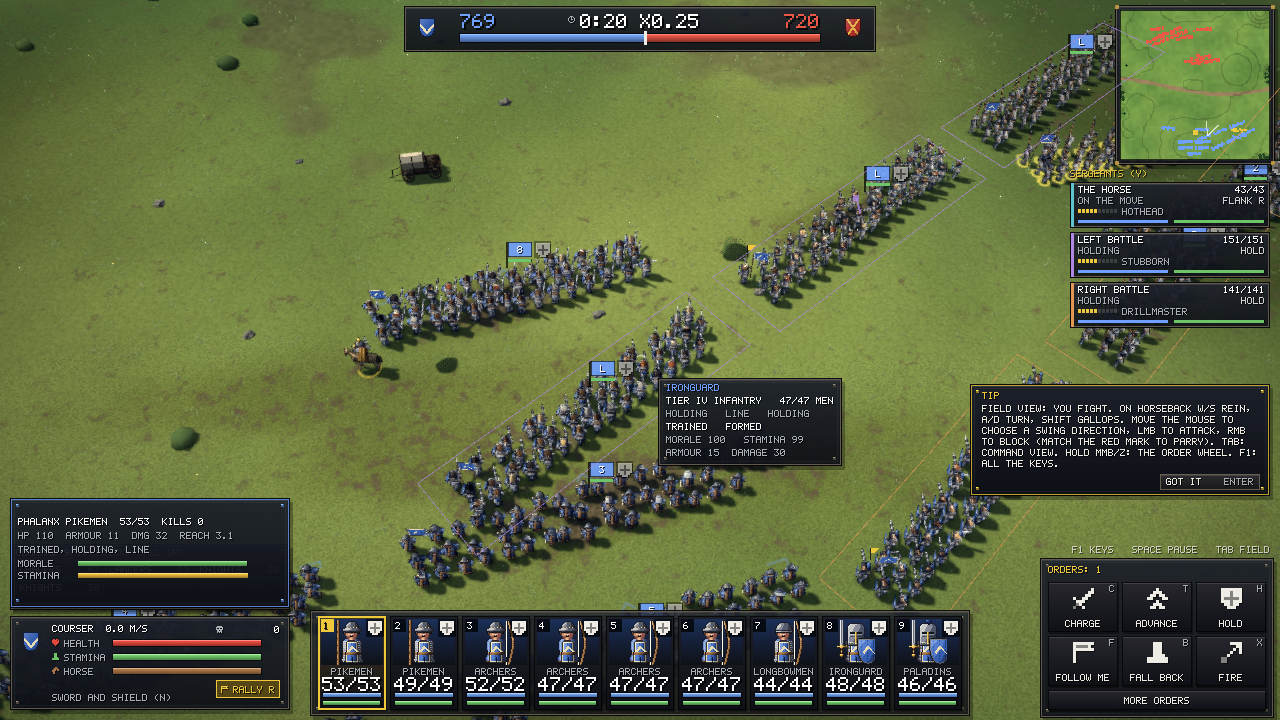 769 0:20 X0.25 720
L
L
8
L
3
2
SERGEANTS (Y)
THE HORSE 43/43
ON THE MOVE FLANK R
HOTHEAD
LEFT BATTLE 151/151
HOLDING HOLD
STUBBORN
RIGHT BATTLE 141/141
HOLDING HOLD
DRILLMASTER
IRONGUARD
TIER IV INFANTRY 47/47 MEN
HOLDING LINE HOLDING
TRAINED FORMED
MORALE 100 STAMINA 99
ARMOUR 15 DAMAGE 30
TIP
FIELD VIEW: YOU FIGHT. ON HORSEBACK W/S REIN,
A/D TURN, SHIFT GALLOPS. MOVE THE MOUSE TO
CHOOSE A SWING DIRECTION, LMB TO ATTACK, RMB
TO BLOCK (MATCH THE RED MARK TO PARRY). TAB:
COMMAND VIEW. HOLD MMB/Z: THE ORDER WHEEL. F1:
ALL THE KEYS.
GOT IT ENTER
PHALANX PIKEMEN 53/53 KILLS 0
HP 110 ARMOUR 11 DMG 32 REACH 3.1
TRAINED, HOLDING, LINE
MORALE
STAMINA
COURSER 0.0 M/S 0
HEALTH
STAMINA
HORSE
SWORD AND SHIELD (N) RALLY R
1 2 3 4 5 6 7 8 9
PIKEMEN PIKEMEN ARCHERS ARCHERS ARCHERS ARCHERS LONGBOWMEN IRONGUARD PALADINS
53/53 49/49 52/52 47/47 47/47 47/47 44/44 48/48 46/46
F1 KEYS SPACE PAUSE TAB FIELD
ORDERS: 1
C T H
CHARGE ADVANCE HOLD
F B X
FOLLOW ME FALL BACK FIRE
MORE ORDERS